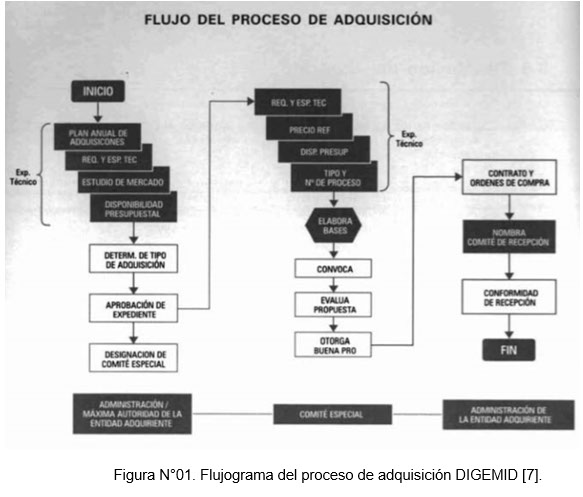 FLUJO DEL PROCESO DE ADQUISICIÓN
INICIO
Exp.
Técnico
PLAN ANUAL DE
ADQUISICONES
REQ. Y ESP. TEC
ESTUDIO DE MERCADO
DISPONIBILIDAD
PRESUPUESTAL
DETERM. DE TIPO
DE ADQUISICIÓN
APROBACIÓN DE
EXPEDIENTE
DESIGNACION DE
COMITÉ ESPECIAL
ADMINISTRACIÓN /
MÁXIMA AUTORIDAD DE LA
ENTIDAD ADQUIRIENTE
REQ. Y ESP. TEC
PRECIO REF
DISP. PRESUP
TIPO Y
Nº DE PROCESO
Exp.
Técnico
ELABORA
BASES
CONVOCA
EVALUA
PROPUESTA
OTORGA
BUENA PRO
COMITÉ ESPECIAL
CONTRATO Y
ORDENES DE COMPRA
NOMBRA
COMITÉ DE RECEPCIÓN
CONFORMIDAD
DE RECEPCIÓN
FIN
ADMINISTRACIÓN DE
LA ENTIDAD ADQUIRIENTE
Figura N°01. Flujograma del proceso de adquisición DIGEMID [7].